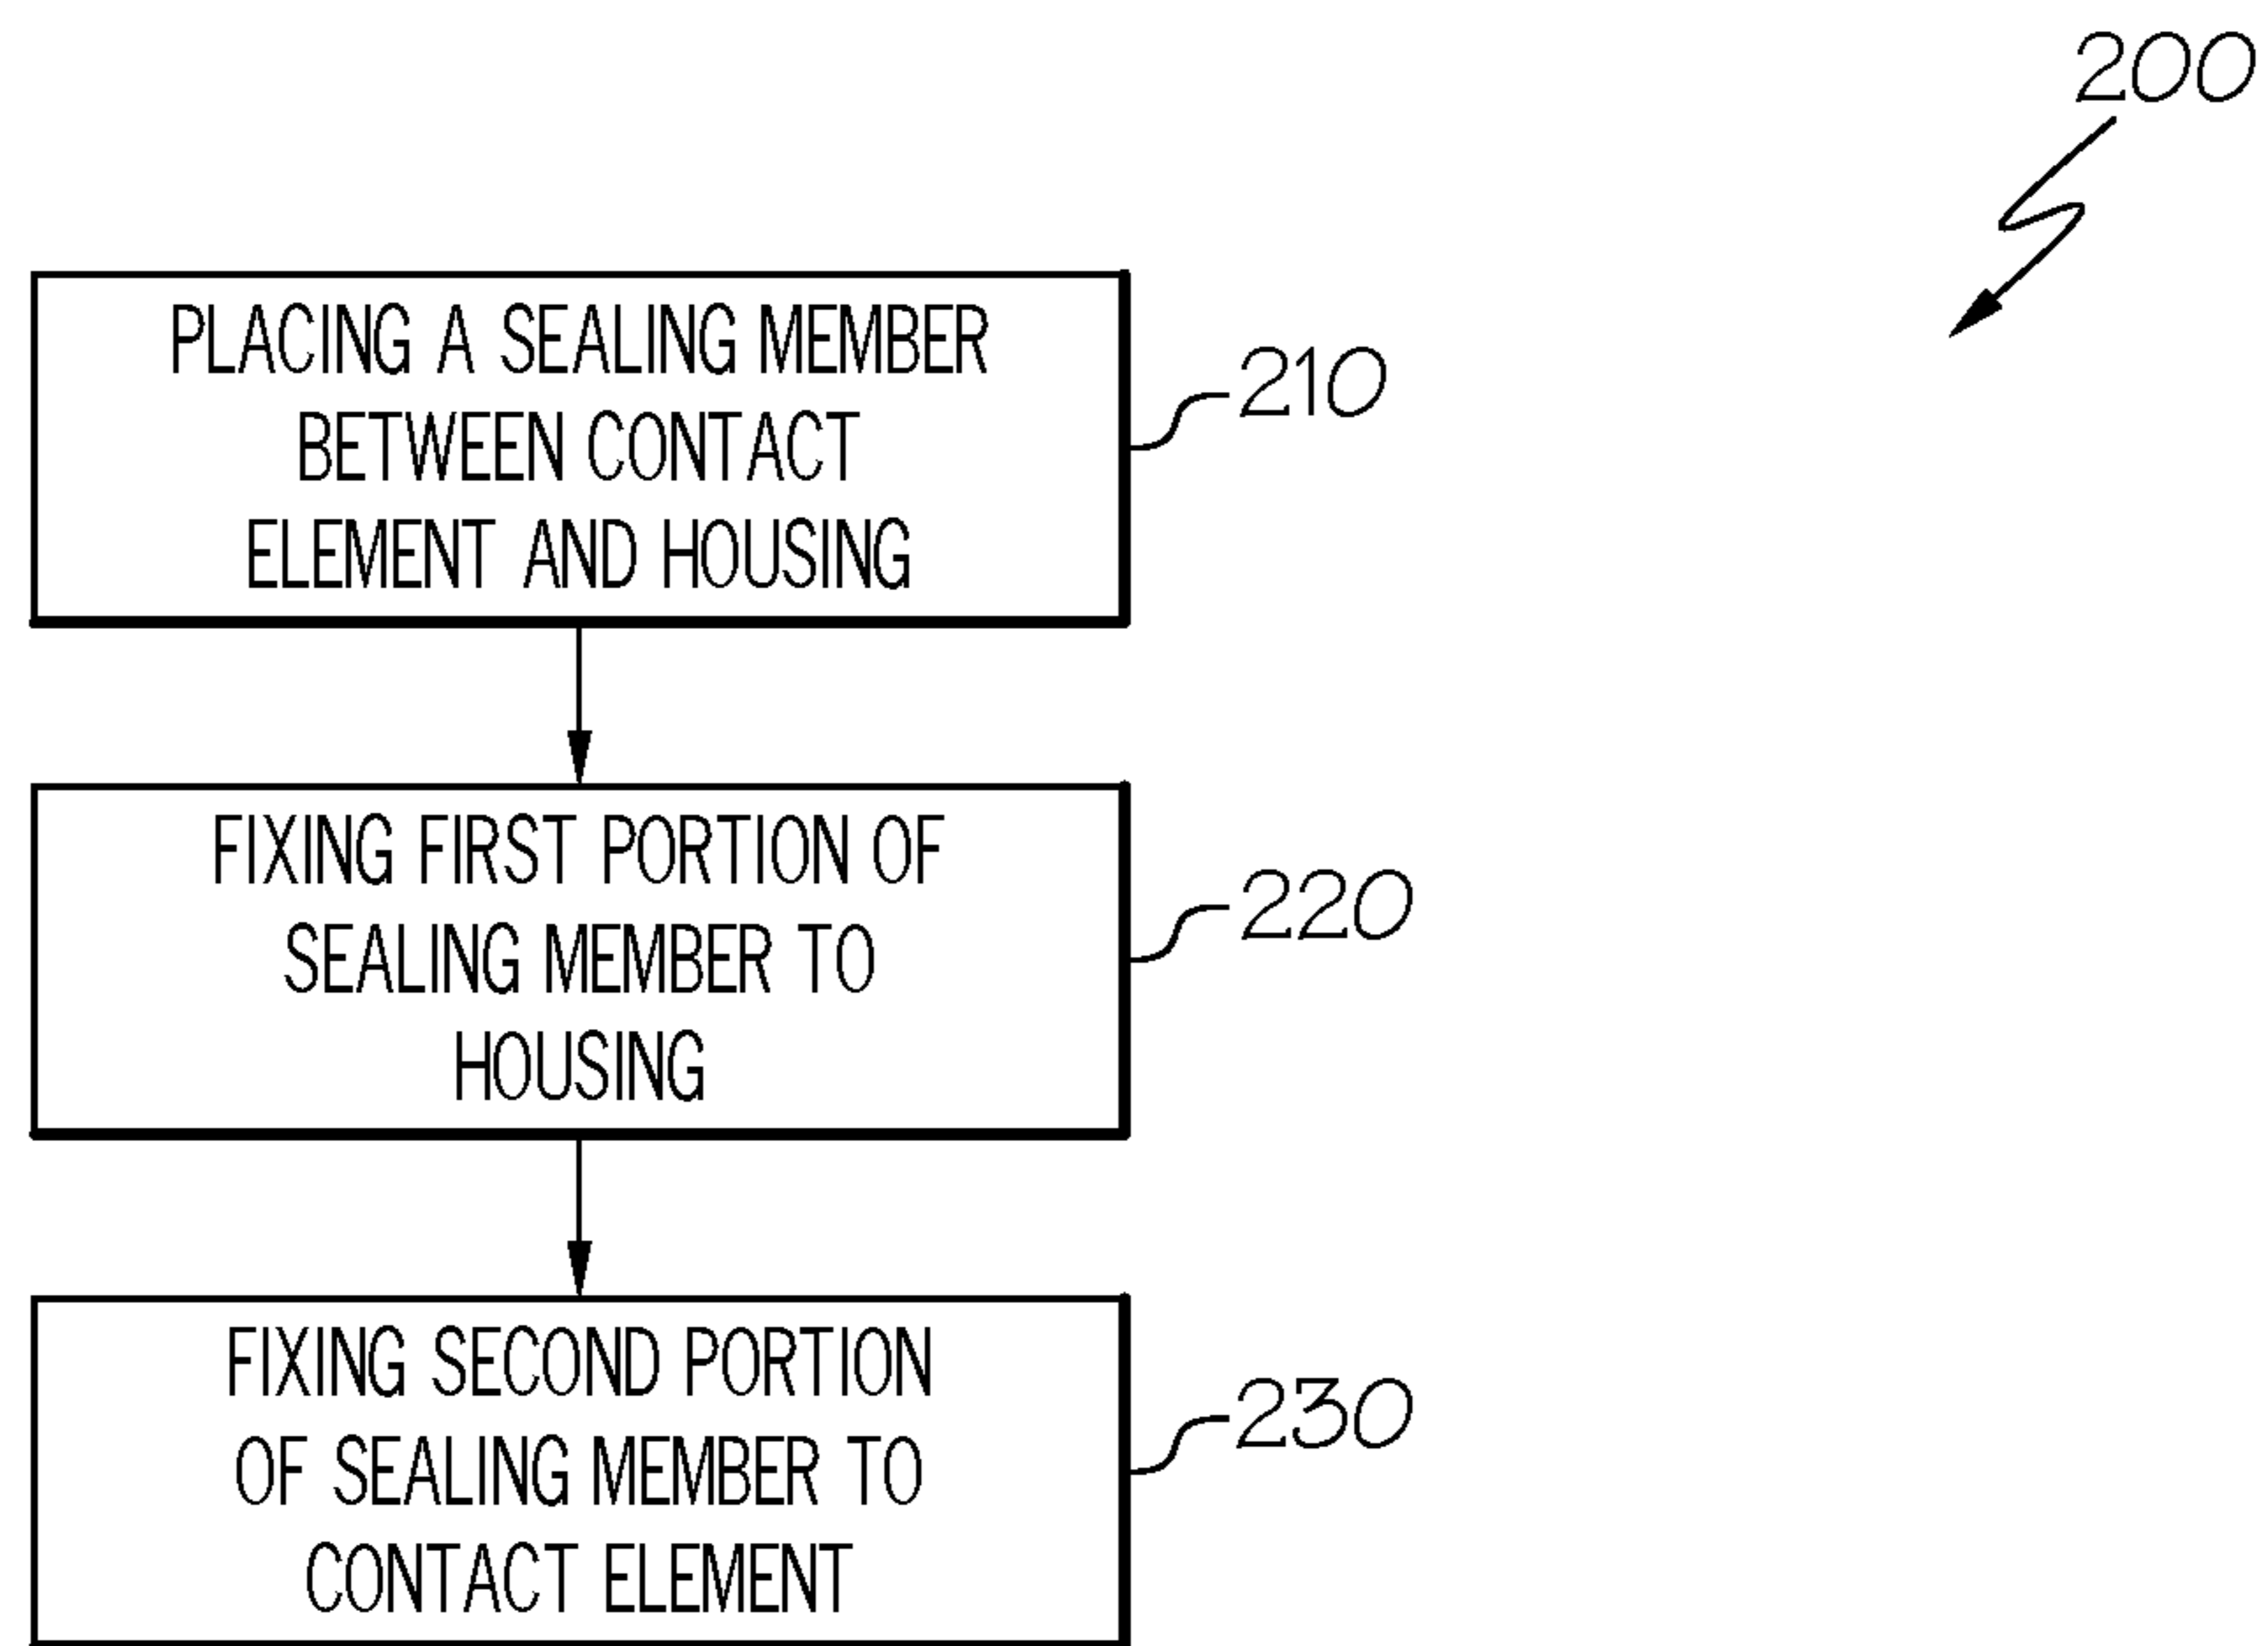 200
PLACING A SEALING MEMBER
BETWEEN CONTACT
ELEMENT AND HOUSING
210
FIXING FIRST PORTION OF
SEALING MEMBER TO
HOUSING
220
FIXING SECOND PORTION
OF SEALING MEMBER TO
CONTACT ELEMENT
230